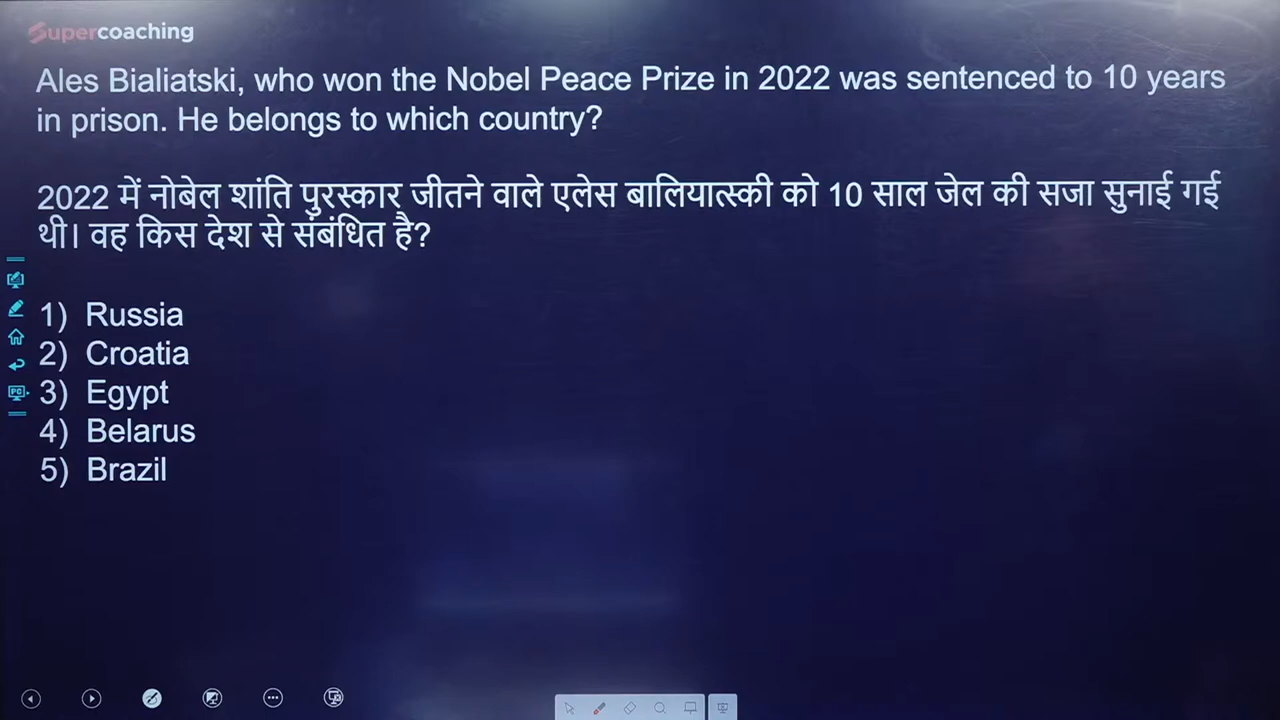 Supercoaching
Ales Bialiatski, who won the Nobel Peace Prize in 2022 was sentenced to 10 years
in prison. He belongs to which country?
2022 में नोबेल शांति पुरस्कार जीतने वाले एलेस बालियात्स्की को 10 साल जेल की सजा सुनाई गई
थी। वह किस देश से संबंधित है?
1) Russia
2) Croatia
3) Egypt
4) Belarus
5) Brazil
PC